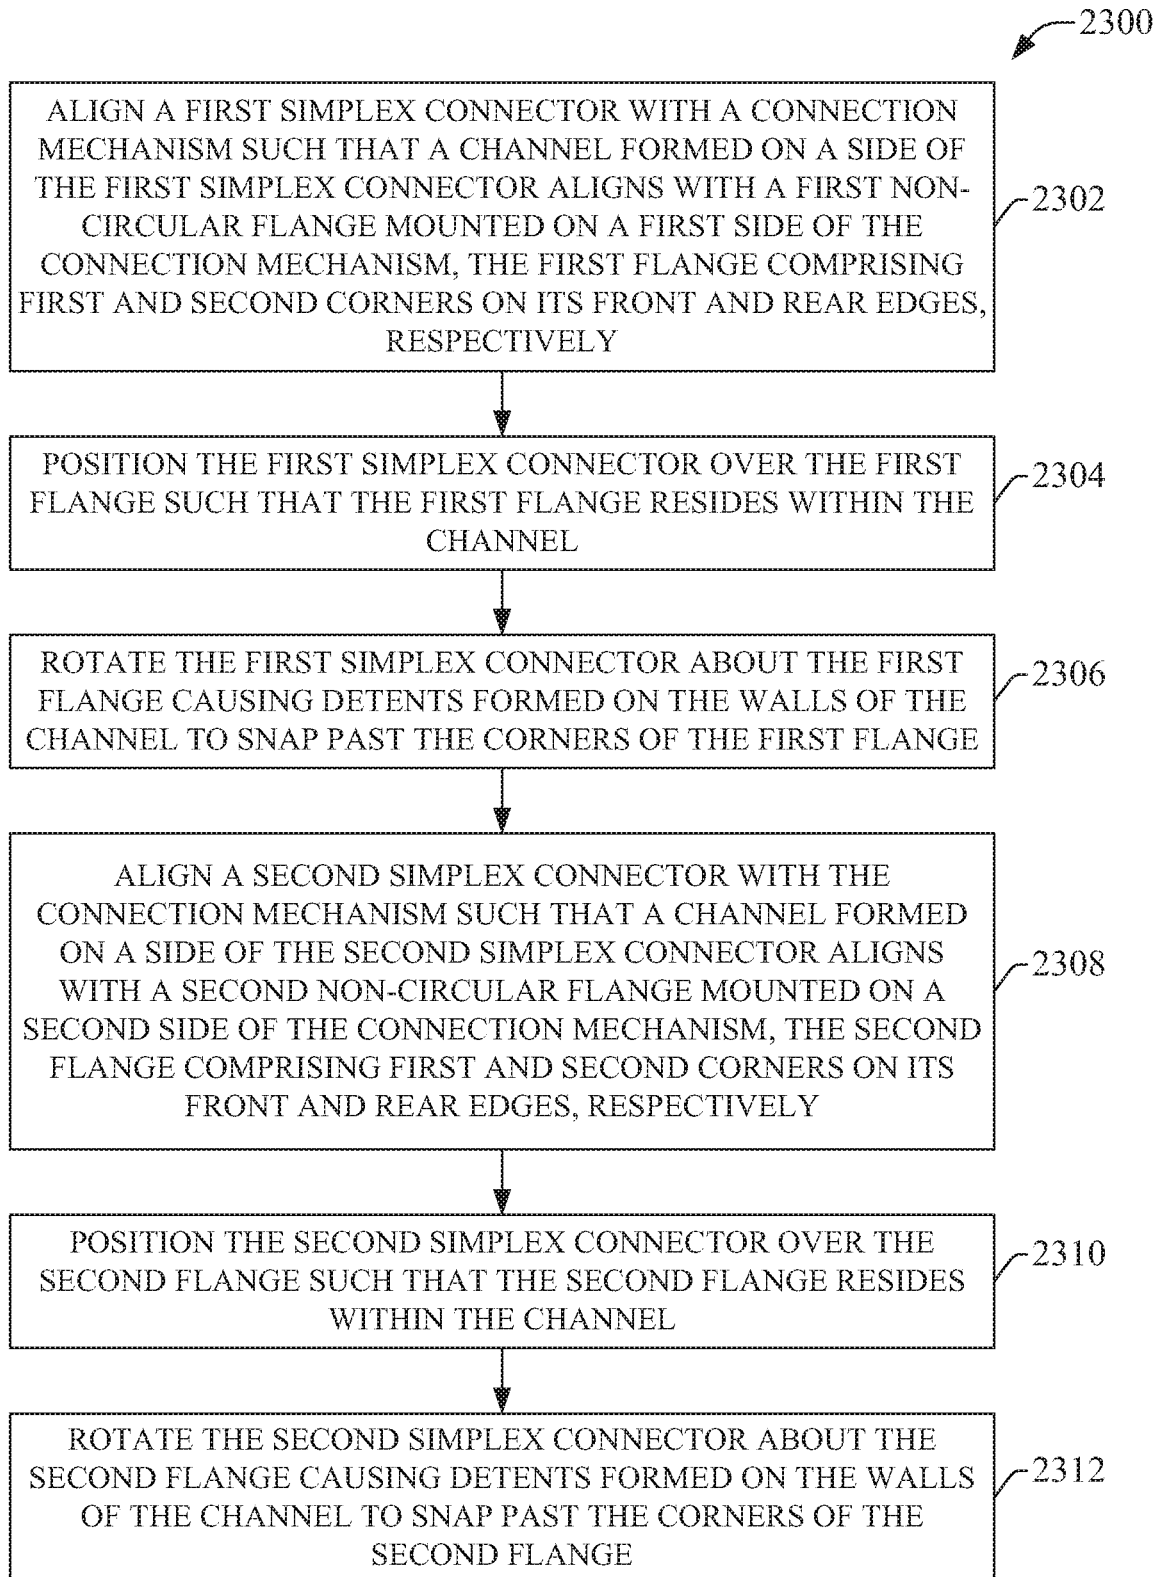 2300
ALIGN A FIRST SIMPLEX CONNECTOR WITH A CONNECTION
MECHANISM SUCH THAT A CHANNEL FORMED ON A SIDE OF
THE FIRST SIMPLEX CONNECTOR ALIGNS WITH A FIRST NON-
CIRCULAR FLANGE MOUNTED ON A FIRST SIDE OF THE
CONNECTION MECHANISM, THE FIRST FLANGE COMPRISING
FIRST AND SECOND CORNERS ON ITS FRONT AND REAR EDGES,
RESPECTIVELY
2302
POSITION THE FIRST SIMPLEX CONNECTOR OVER THE FIRST
FLANGE SUCH THAT THE FIRST FLANGE RESIDES WITHIN THE
CHANNEL
2304
ROTATE THE FIRST SIMPLEX CONNECTOR ABOUT THE FIRST
FLANGE CAUSING DETENTS FORMED ON THE WALLS OF THE
CHANNEL TO SNAP PAST THE CORNERS OF THE FIRST FLANGE
2306
ALIGN A SECOND SIMPLEX CONNECTOR WITH THE
CONNECTION MECHANISM SUCH THAT A CHANNEL FORMED
ON A SIDE OF THE SECOND SIMPLEX CONNECTOR ALIGNS
WITH A SECOND NON-CIRCULAR FLANGE MOUNTED ON A
SECOND SIDE OF THE CONNECTION MECHANISM, THE SECOND
FLANGE COMPRISING FIRST AND SECOND CORNERS ON ITS
FRONT AND REAR EDGES, RESPECTIVELY
2308
POSITION THE SECOND SIMPLEX CONNECTOR OVER THE
SECOND FLANGE SUCH THAT THE SECOND FLANGE RESIDES
WITHIN THE CHANNEL
2310
ROTATE THE SECOND SIMPLEX CONNECTOR ABOUT THE
SECOND FLANGE CAUSING DETENTS FORMED ON THE WALLS
OF THE CHANNEL TO SNAP PAST THE CORNERS OF THE
SECOND FLANGE
2312